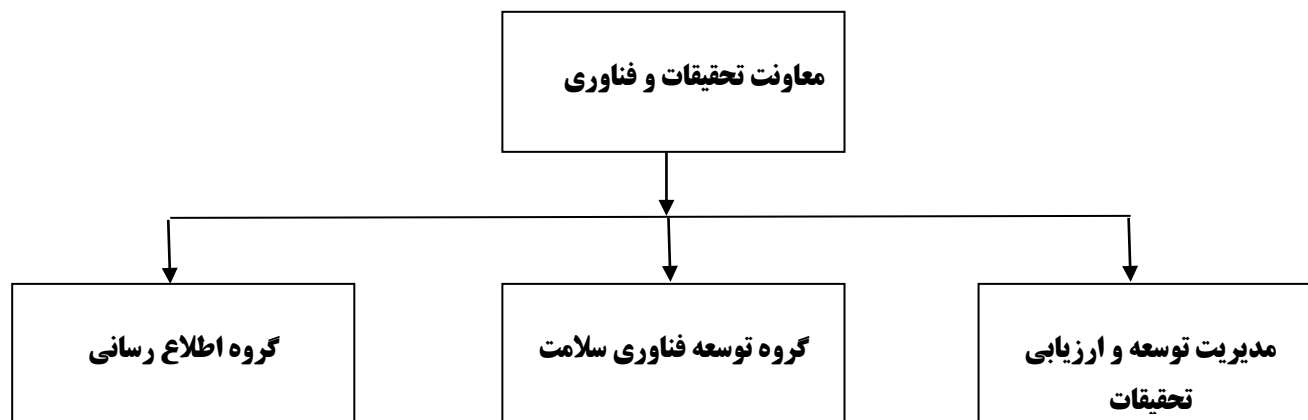 معاونت تحقیقات و فناوری
مدیریت توسعه و ارزیابی
تحقیقات
گروه توسعه فناوری سلامت
گروه اطلاع رسانی